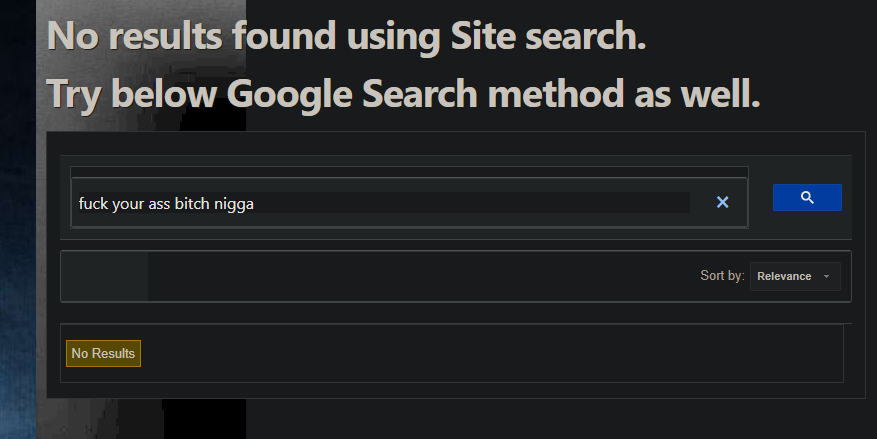 No results found using Site search.
Try below Google Search method as well.
fuck your ass bitch nigga
Sort by: Relevance
No Results